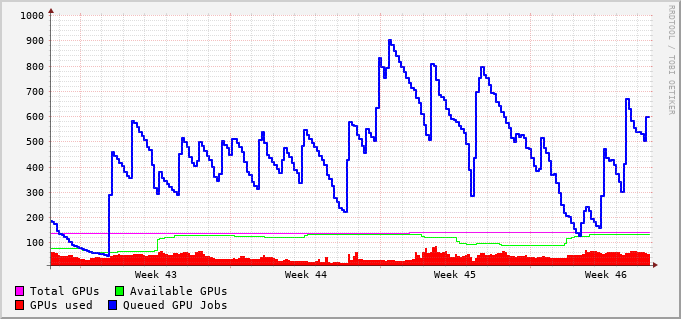 1000
900
800
700
600
500
400
300
200
100
Week 43 Week 44 Week 45 Week 46
Total GPUs Available GPUs
GPUs used Queued GPU Jobs
RRDTOOL / TOBI OETIKER